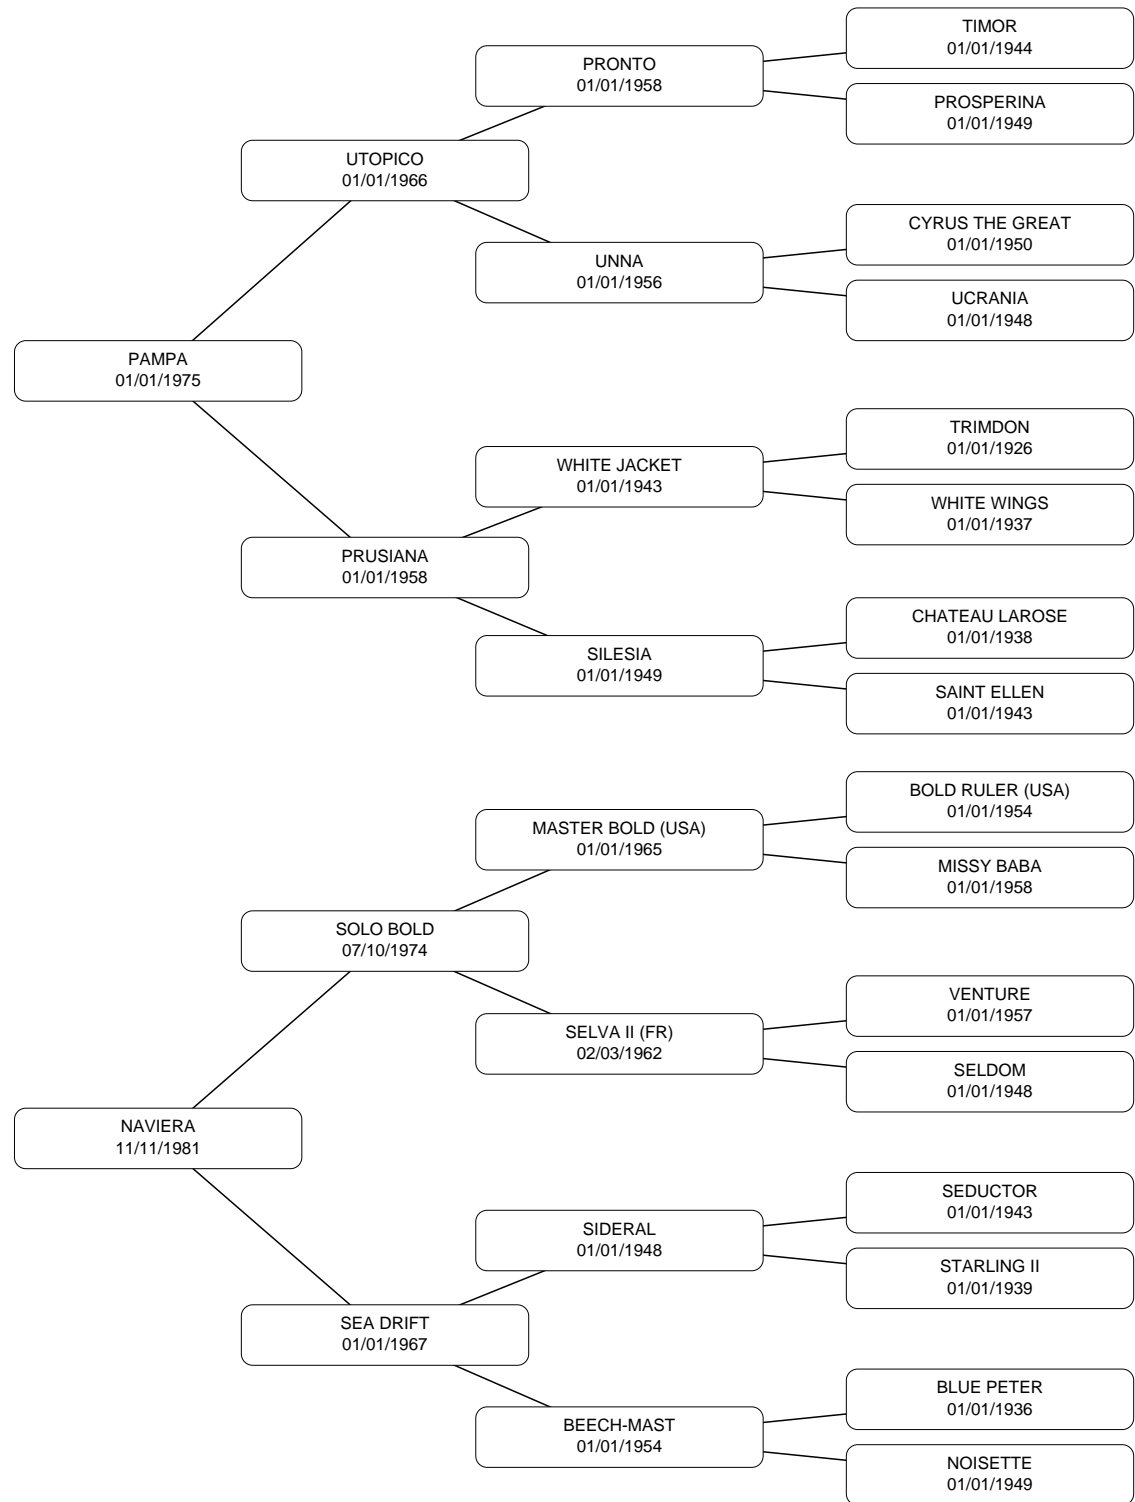 TIMOR
01/01/1944
PRONTO
01/01/1958
PROSPERINA
01/01/1949
UTOPICO
01/01/1966
CYRUS THE GREAT
01/01/1950
UNNA
01/01/1956
UCRANIA
01/01/1948
PAMPA
01/01/1975
TRIMDON
01/01/1926
WHITE JACKET
01/01/1943
WHITE WINGS
01/01/1937
PRUSIANA
01/01/1958
CHATEAU LAROSE
01/01/1938
SILESIA
01/01/1949
SAINT ELLEN
01/01/1943
BOLD RULER (USA)
01/01/1954
MASTER BOLD (USA)
01/01/1965
MISSY BABA
01/01/1958
SOLO BOLD
07/10/1974
VENTURE
01/01/1957
SELVA II (FR)
02/03/1962
SELDOM
01/01/1948
NAVIERA
11/11/1981
SEDUCTOR
01/01/1943
SIDERAL
01/01/1948
STARLING II
01/01/1939
SEA DRIFT
01/01/1967
BLUE PETER
01/01/1936
BEECH-MAST
01/01/1954
NOISETTE
01/01/1949